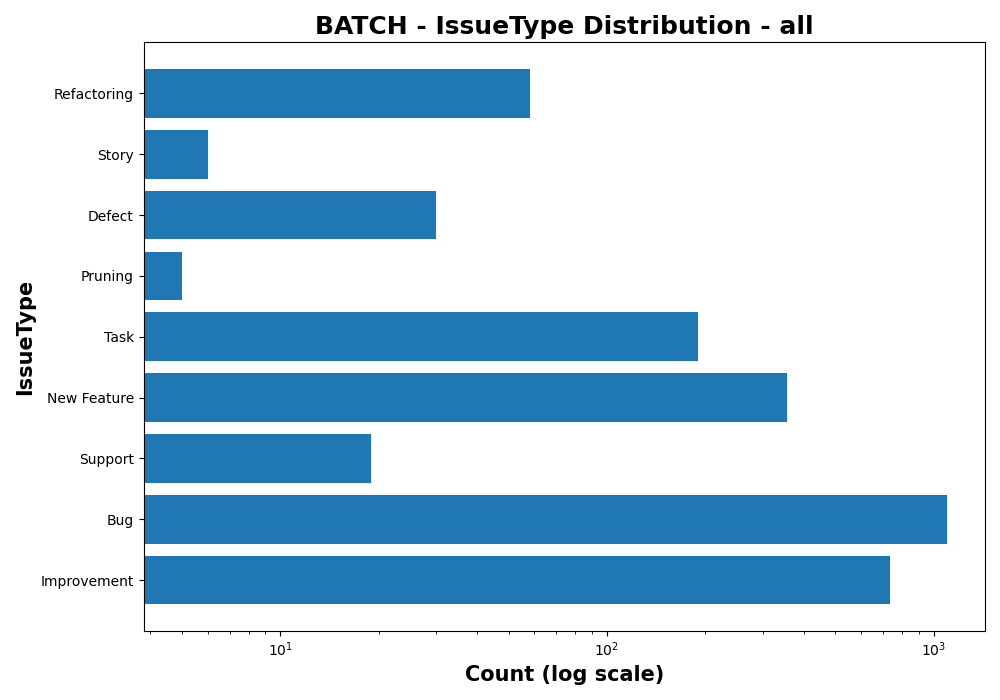 BATCH - IssueType Distribution - all
IssueType
Refactoring
Story
Defect
Pruning
Task
New Feature
Support
Bug
Improvement
10¹ 10² 10³
Count (log scale)